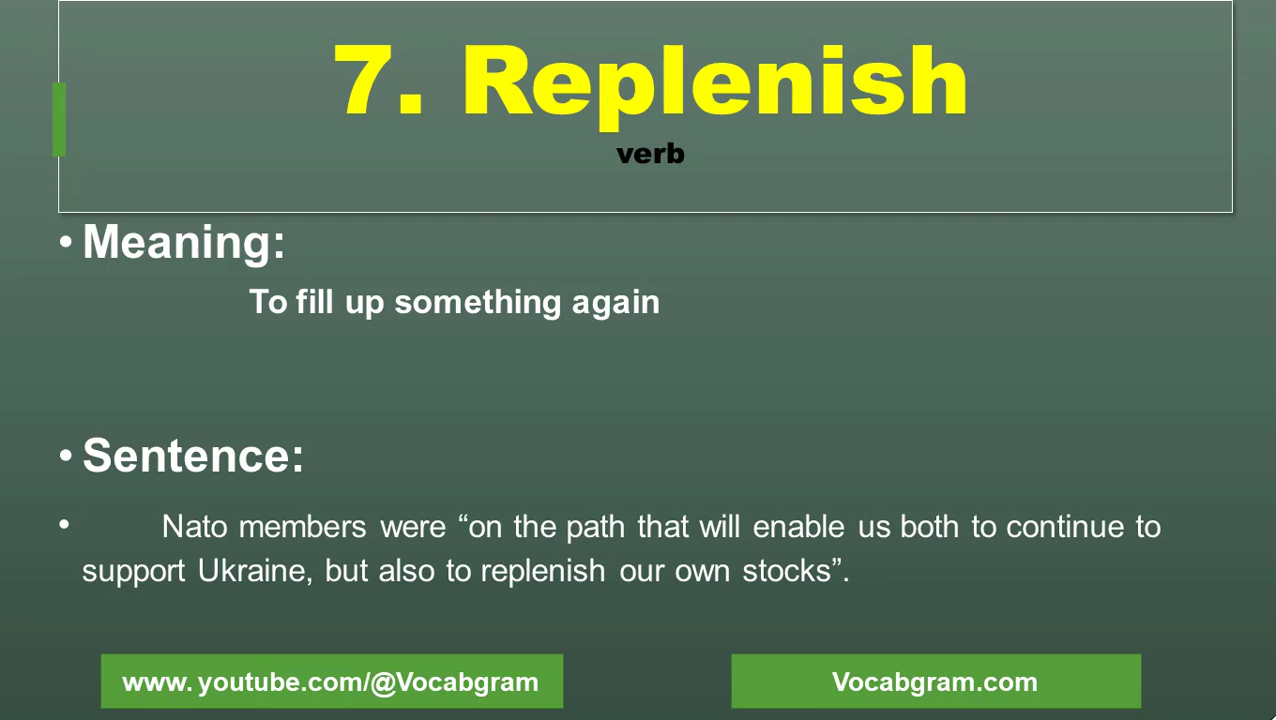 7. Replenish
verb
• Meaning:
To fill up something again
• Sentence:
• Nato members were “on the path that will enable us both to continue to
support Ukraine, but also to replenish our own stocks”.
www. youtube.com/@Vocabgram
Vocabgram.com